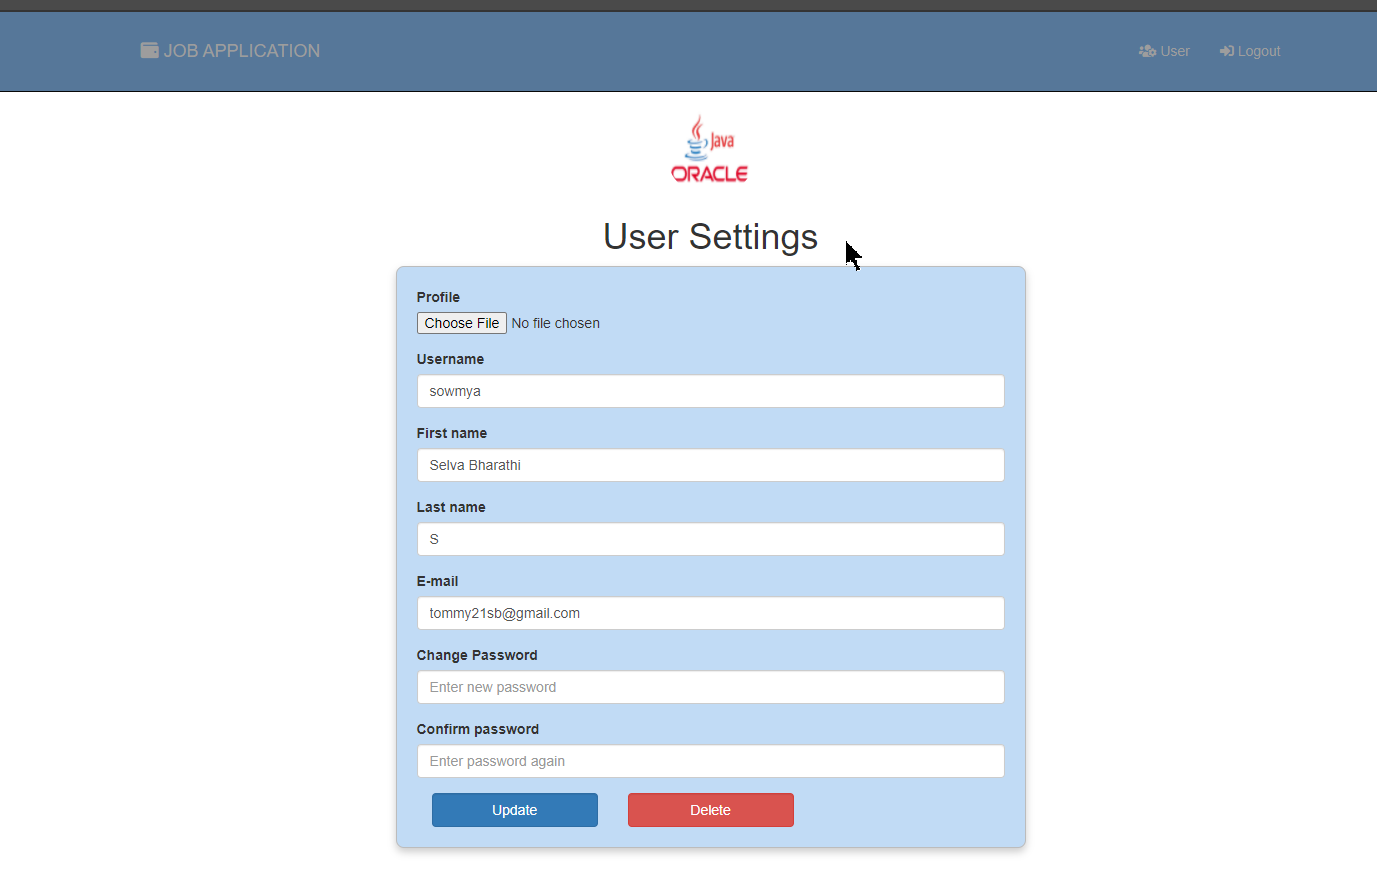 JOB APPLICATION
User
Logout
Java
ORACLE
User Settings
Profile
Choose File No file chosen
Username
sowmya
First name
Selva Bharathi
Last name
S
E-mail
tommy21sb@gmail.com
Change Password
Enter new password
Confirm password
Enter password again
Update
Delete